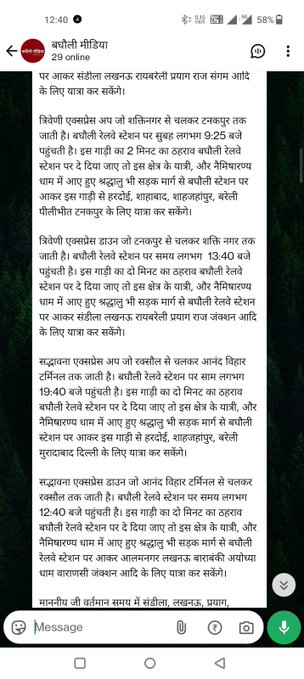 12:40
0.15 KB/S
58%
बघौली मीडिया
29 online
पर आकर संडीला लखनऊ रायबरेली प्रयाग राज संगम आदि
के लिए यात्रा कर सकेंगे।
त्रिवेणी एक्सप्रेस अप जो शक्तिनगर से चलकर टनकपुर तक
जाती है। बघौली रेलवे स्टेशन पर सुबह लगभग 9:25 बजे
पहुंचती है। इस गाड़ी का 2 मिनट का ठहराव बघौली रेलवे
स्टेशन पर दे दिया जाए तो इस क्षेत्र के यात्री, और नैमिषारण्य
धाम में आए हुए श्रद्धालु भी सड़क मार्ग से बघौली स्टेशन पर
आकर इस गाड़ी से हरदोई, शाहाबाद, शाहजहांपुर, बरेली
पीलीभीत टनकपुर के लिए यात्रा कर सकेंगे।
त्रिवेणी एक्सप्रेस डाउन जो टनकपुर से चलकर शक्ति नगर तक
जाती है। बघौली रेलवे स्टेशन पर समय लगभग 13:40 बजे
पहुंचती है। इस गाड़ी का दो मिनट का ठहराव बघौली रेलवे
स्टेशन पर दे दिया जाए तो इस क्षेत्र के यात्री, और नैमिषारण्य
धाम में आए हुए श्रद्धालु भी सड़क मार्ग से बघौली रेलवे स्टेशन
पर आकर संडीला लखनऊ रायबरेली प्रयाग राज जंक्शन आदि
के लिए यात्रा कर सकेंगे।
सद्भावना एक्सप्रेस अप जो रक्सौल से चलकर आनंद विहार
टर्मिनल तक जाती है। बघौली रेलवे स्टेशन पर साम लगभग
19:40 बजे पहुंचती है। इस गाड़ी का दो मिनट का ठहराव
बघौली रेलवे स्टेशन पर दे दिया जाए तो इस क्षेत्र के यात्री, और
नैमिषारण्य धाम में आए हुए श्रद्धालु भी सड़क मार्ग से बघौली
स्टेशन पर आकर इस गाड़ी से हरदोई, शाहजहांपुर, बरेली
मुरादाबाद दिल्ली के लिए यात्रा कर सकेंगे।
सद्भावना एक्सप्रेस डाउन जो आनंद विहार टर्मिनल से चलकर
रक्सौल तक जाती है। बघौली रेलवे स्टेशन पर समय लगभग
12:40 बजे पहुंचती है। इस गाड़ी का दो मिनट का ठहराव
बघौली रेलवे स्टेशन पर दे दिया जाए तो इस क्षेत्र के यात्री, और
नैमिषारण्य धाम में आए हुए श्रद्धालु भी सड़क मार्ग से बघौली
रेलवे स्टेशन पर आकर आलमनगर लखनऊ बाराबंकी अयोध्या
धाम वाराणसी जंक्शन आदि के लिए यात्रा कर सकेंगे।
माननीय जी वर्तमान समय में संडीला, लखनऊ, प्रयाग,
Message